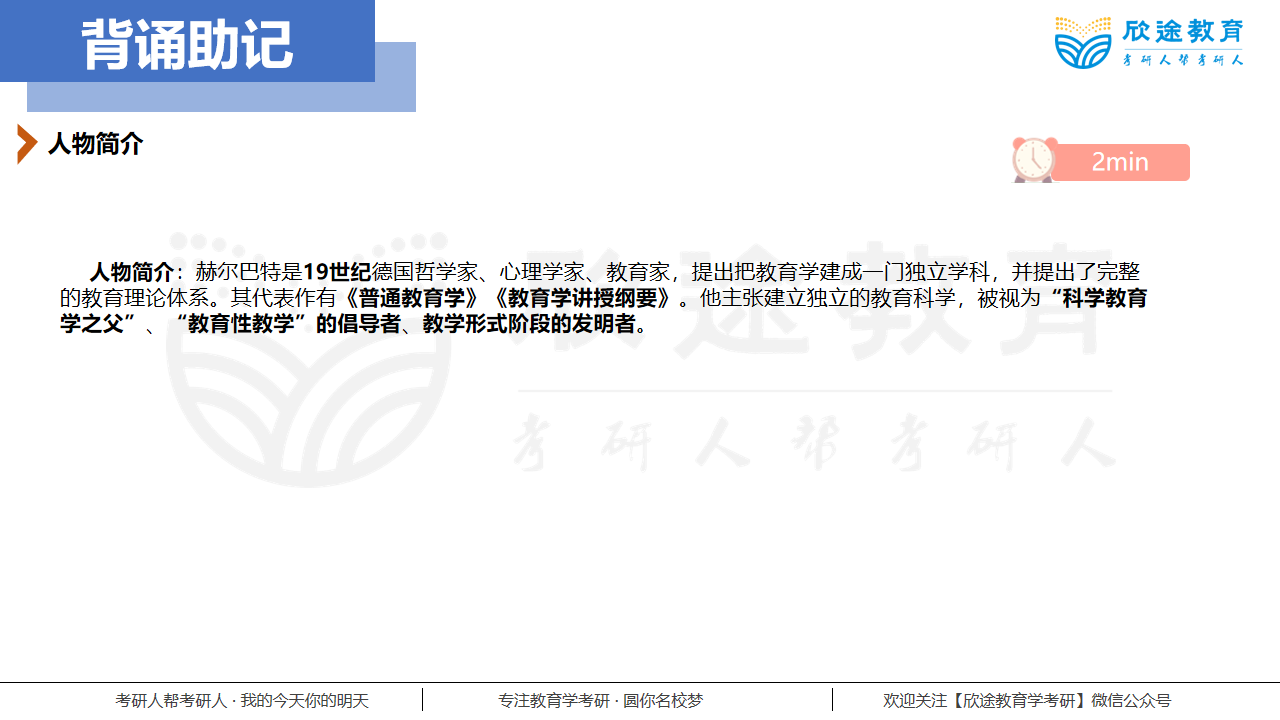 背诵助记
欣途教育
考研人帮考研人
人物简介
2min
人物简介：赫尔巴特是19世纪德国哲学家、心理学家、教育家，提出把教育学建成一门独立学科，并提出了完整
的教育理论体系。其代表作有《普通教育学》《教育学讲授纲要》。他主张建立独立的教育科学，被视为“科学教育
学之父”、“教育性教学”的倡导者、教学形式阶段的发明者。
欣途教育
考研人帮考研人
考研人帮考研人 · 我的今天你的明天
专注教育学考研 · 圆你名校梦
欢迎关注【欣途教育学考研】微信公众号